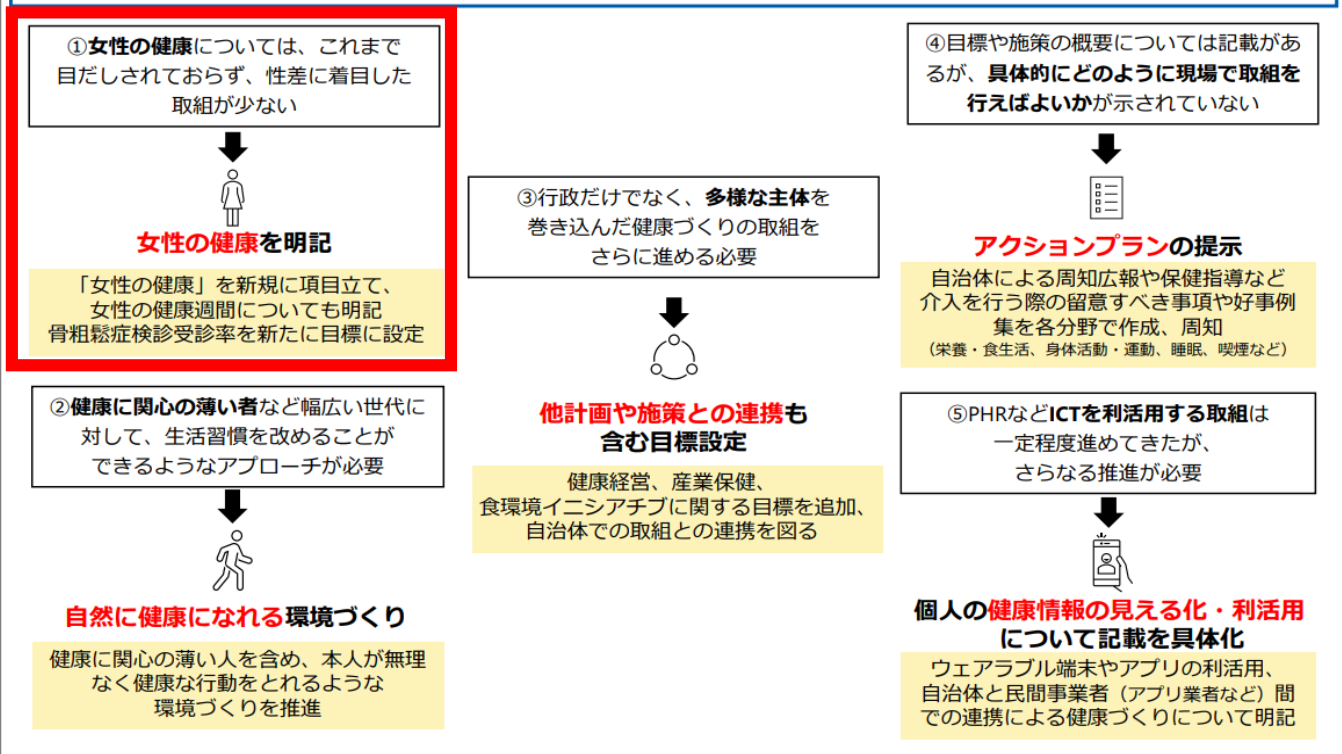 ①女性の健康については、これまで
目だしされておらず、性差に着目した
取組が少ない
女性の健康を明記
「女性の健康」を新規に項目立て、
女性の健康週間についても明記
骨粗鬆症検診受診率を新たに目標に設定
②健康に関心の薄い者など幅広い世代に
対して、生活習慣を改めることが
できるようなアプローチが必要
自然に健康になれる環境づくり
健康に関心の薄い人を含め、本人が無理
なく健康な行動をとれるような
環境づくりを推進
③行政だけでなく、多様な主体を
巻き込んだ健康づくりの取組を
さらに進める必要
他計画や施策との連携も
含む目標設定
健康経営、産業保健、
食環境イニシアチブに関する目標を追加、
自治体での取組との連携を図る
④目標や施策の概要については記載があ
るが、具体的にどのように現場で取組を
行えばよいかが示されていない
アクションプランの提示
自治体による周知広報や保健指導など
介入を行う際の留意すべき事項や好事例
集を各分野で作成、周知
（栄養・食生活、身体活動・運動、睡眠、喫煙など）
⑤PHRなどICTを利活用する取組は
一定程度進めてきたが、
さらなる推進が必要
個人の健康情報の見える化・利活用
について記載を具体化
ウェアラブル端末やアプリの利活用、
自治体と民間事業者（アプリ業者など）間
での連携による健康づくりについて明記